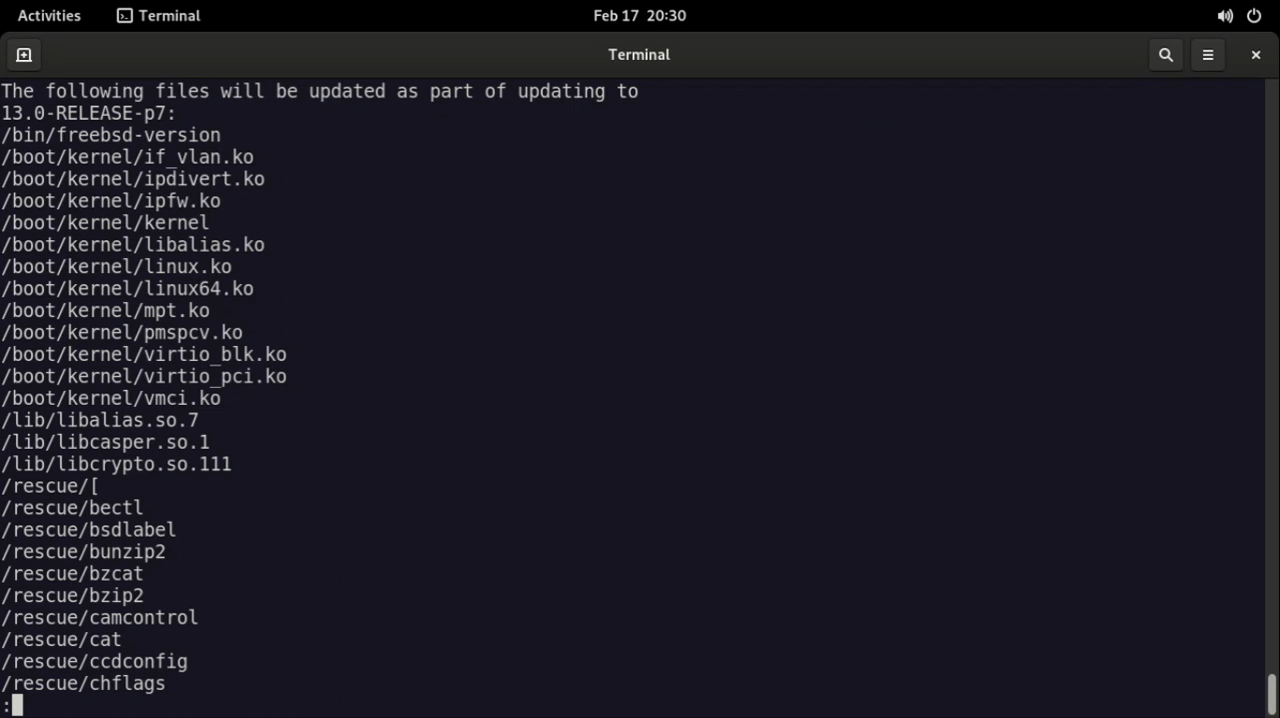 Activities Terminal Feb 17 20:30
Terminal
The following files will be updated as part of updating to
13.0-RELEASE-p7:
/bin/freebsd-version
/boot/kernel/if_vlan.ko
/boot/kernel/ipdivert.ko
/boot/kernel/ipfw.ko
/boot/kernel/kernel
/boot/kernel/libalias.ko
/boot/kernel/linux.ko
/boot/kernel/linux64.ko
/boot/kernel/mpt.ko
/boot/kernel/pmspcv.ko
/boot/kernel/virtio_blk.ko
/boot/kernel/virtio_pci.ko
/boot/kernel/vmci.ko
/lib/libalias.so.7
/lib/libcasper.so.1
/lib/libcrypto.so.111
/rescue/[
/rescue/bectl
/rescue/bsdlabel
/rescue/bunzip2
/rescue/bzcat
/rescue/bzip2
/rescue/camcontrol
/rescue/cat
/rescue/ccdconfig
/rescue/chflags
: